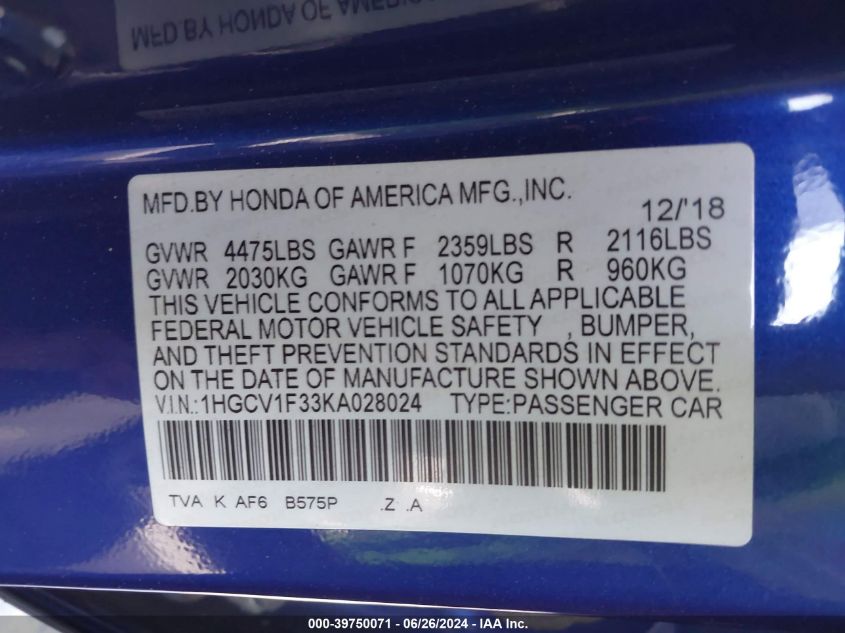 MFD BY HONDA OF AMERIC
MFD.BY HONDA OF AMERICA MFG.,INC.
12/'18
GVWR 4475LBS GAWR F 2359LBS R 2116LBS
GVWR 2030KG GAWR F 1070KG R 960KG
THIS VEHICLE CONFORMS TO ALL APPLICABLE
FEDERAL MOTOR VEHICLE SAFETY , BUMPER,
AND THEFT PREVENTION STANDARDS IN EFFECT
ON THE DATE OF MANUFACTURE SHOWN ABOVE.
V.I.N.:1HGCV1F33KA028024 TYPE:PASSENGER CAR
TVA K AF6 B575P .Z .A
000-39750071 - 06/26/2024 - IAAI.com